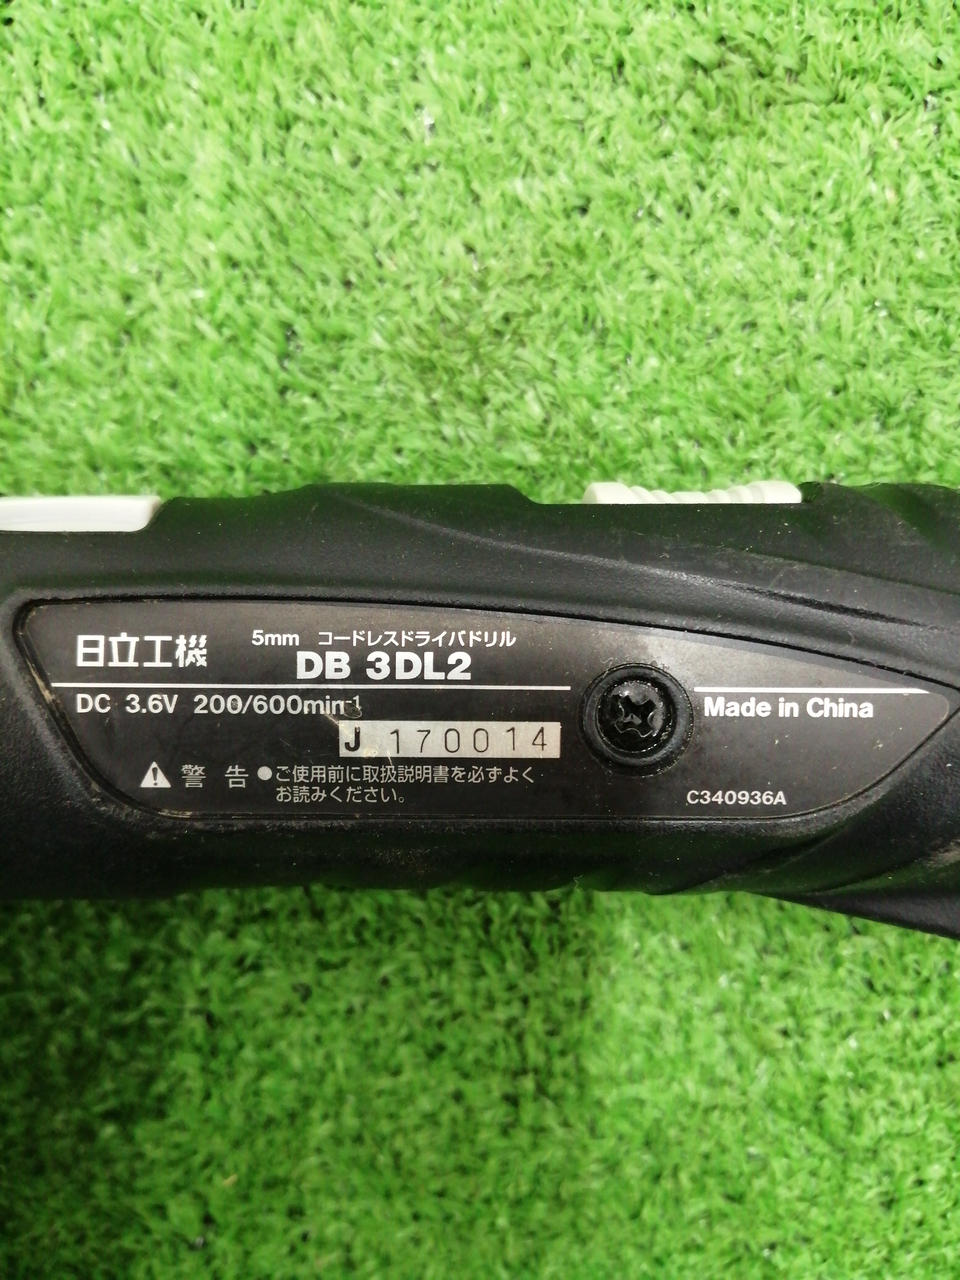 日立工機
5mm コードレスドライバドリル
DB 3DL2
DC 3.6V 200/600min-1
Made in China
J 170014
警告 ●ご使用前に取扱説明書を必ずよく
お読みください。
C340936A